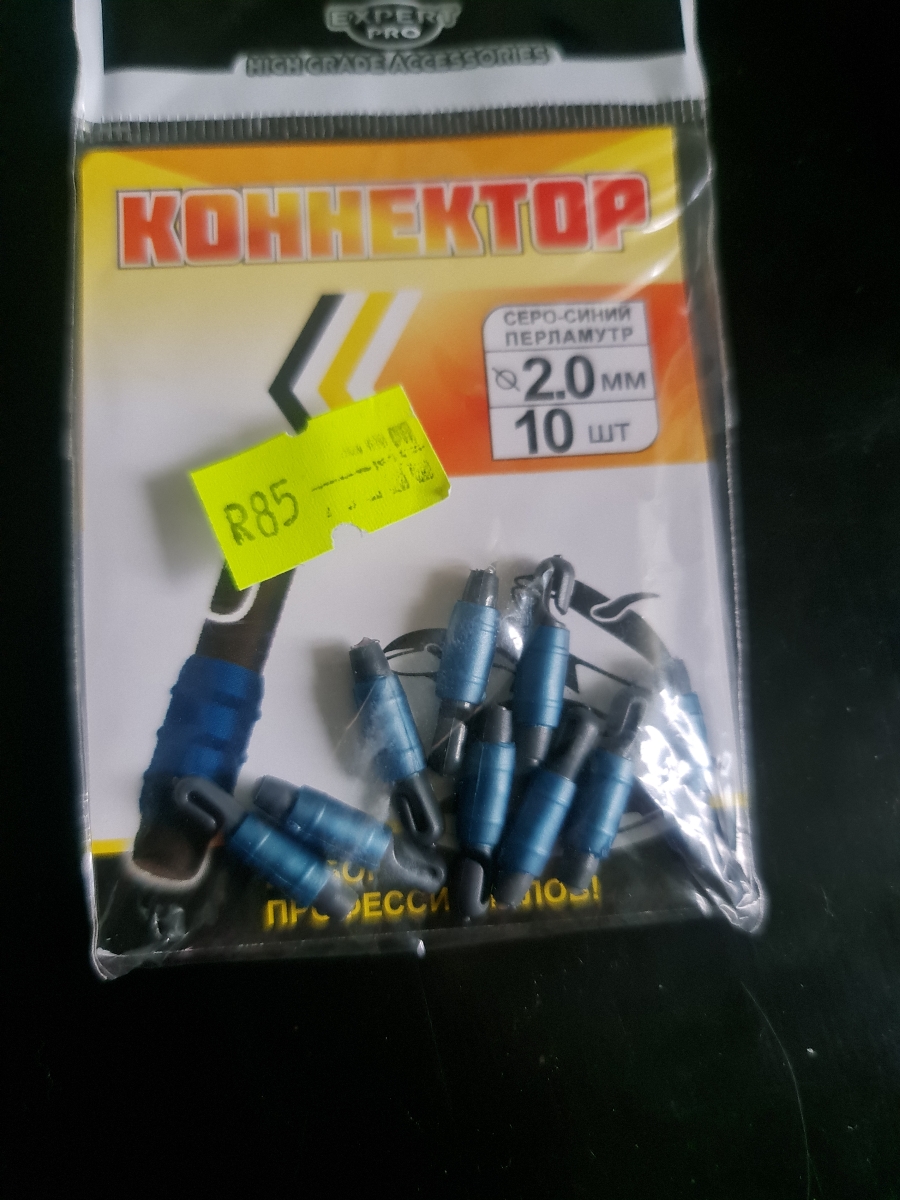 EXPERT
PRO
HIGH GRADE ACCESSORIES
КОННЕКТОР
СЕРО-СИНИЙ
ПЕРЛАМУТР
⌀2.0 мм
10 шт
R85